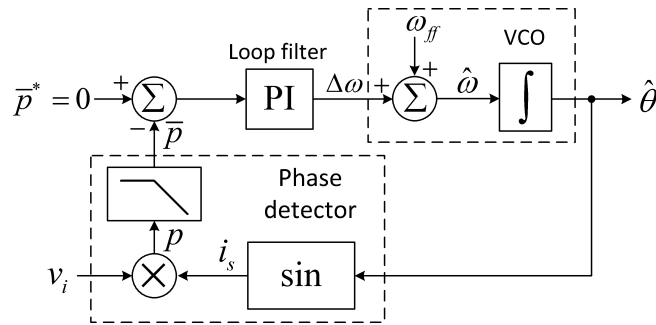 ω_ff
VCO
Loop filter
p̄* = 0
+
Σ
PI
Δω
+
+
Σ
ω̂
∫
θ̂
−
p̄
Phase
detector
p
i_s
v_i
×
sin